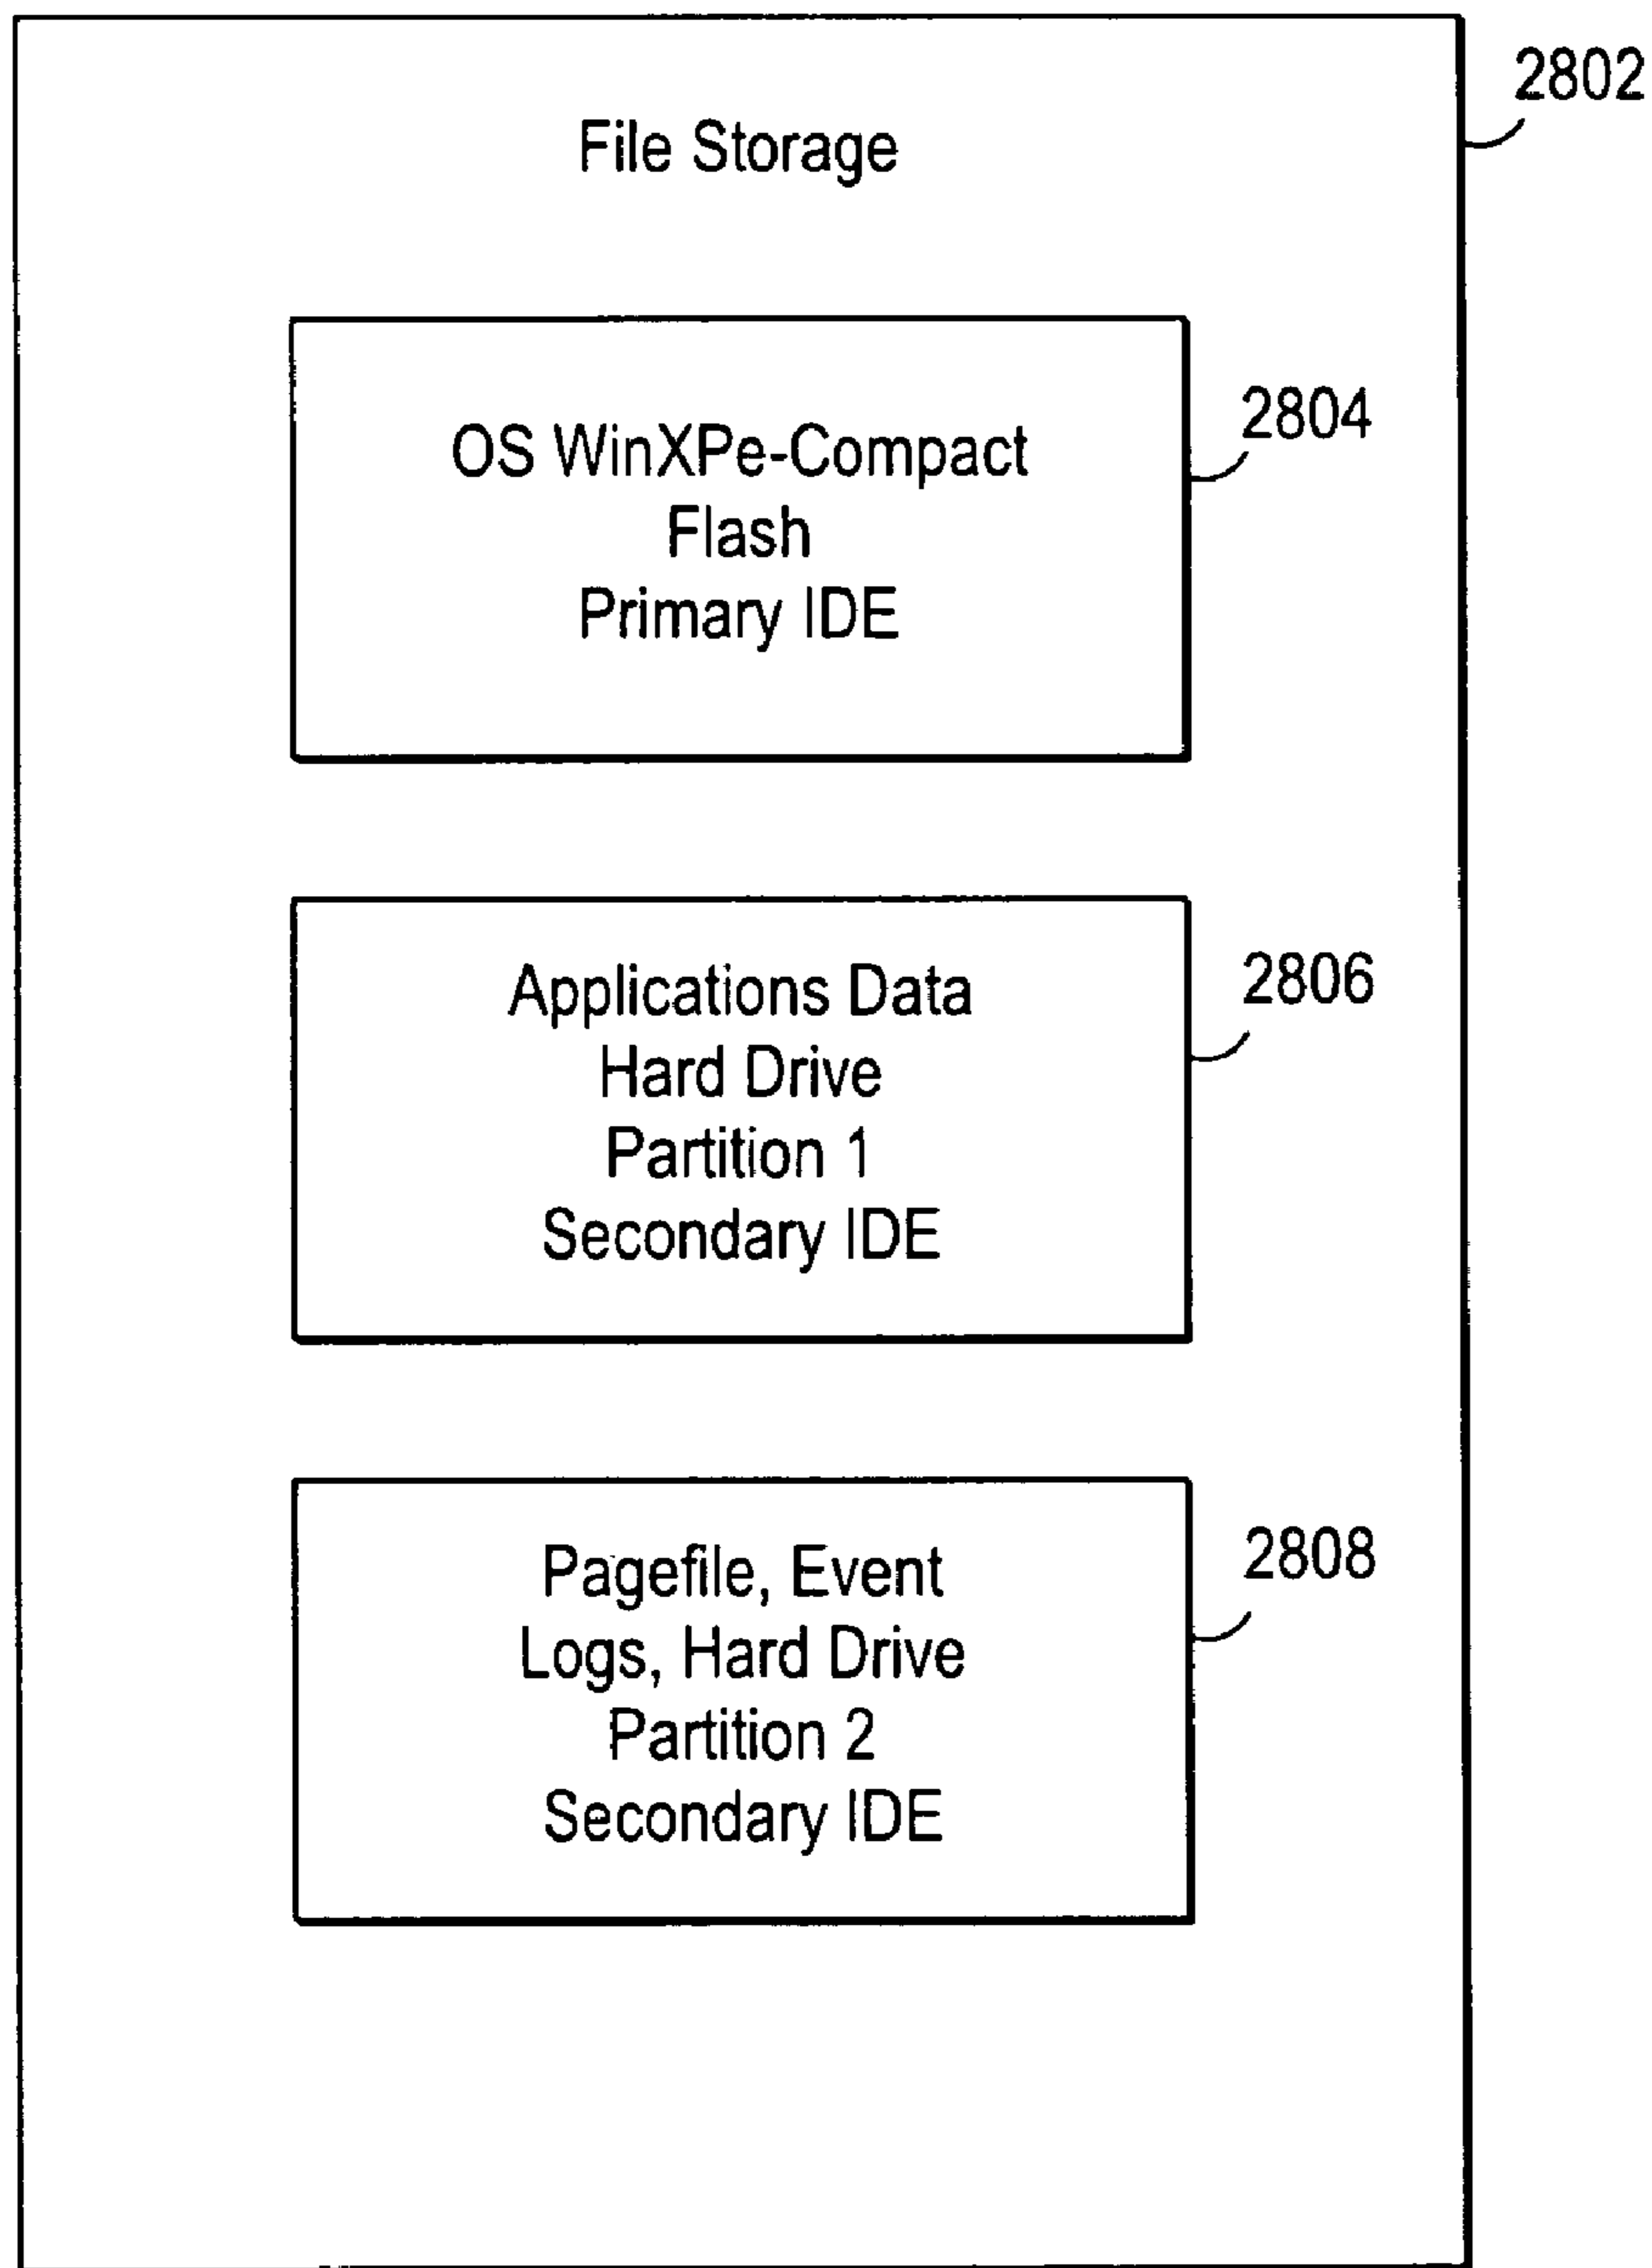 2802
File Storage
2804
OS WinXPe-Compact
Flash
Primary IDE
2806
Applications Data
Hard Drive
Partition 1
Secondary IDE
2808
Pagefile, Event
Logs, Hard Drive
Partition 2
Secondary IDE